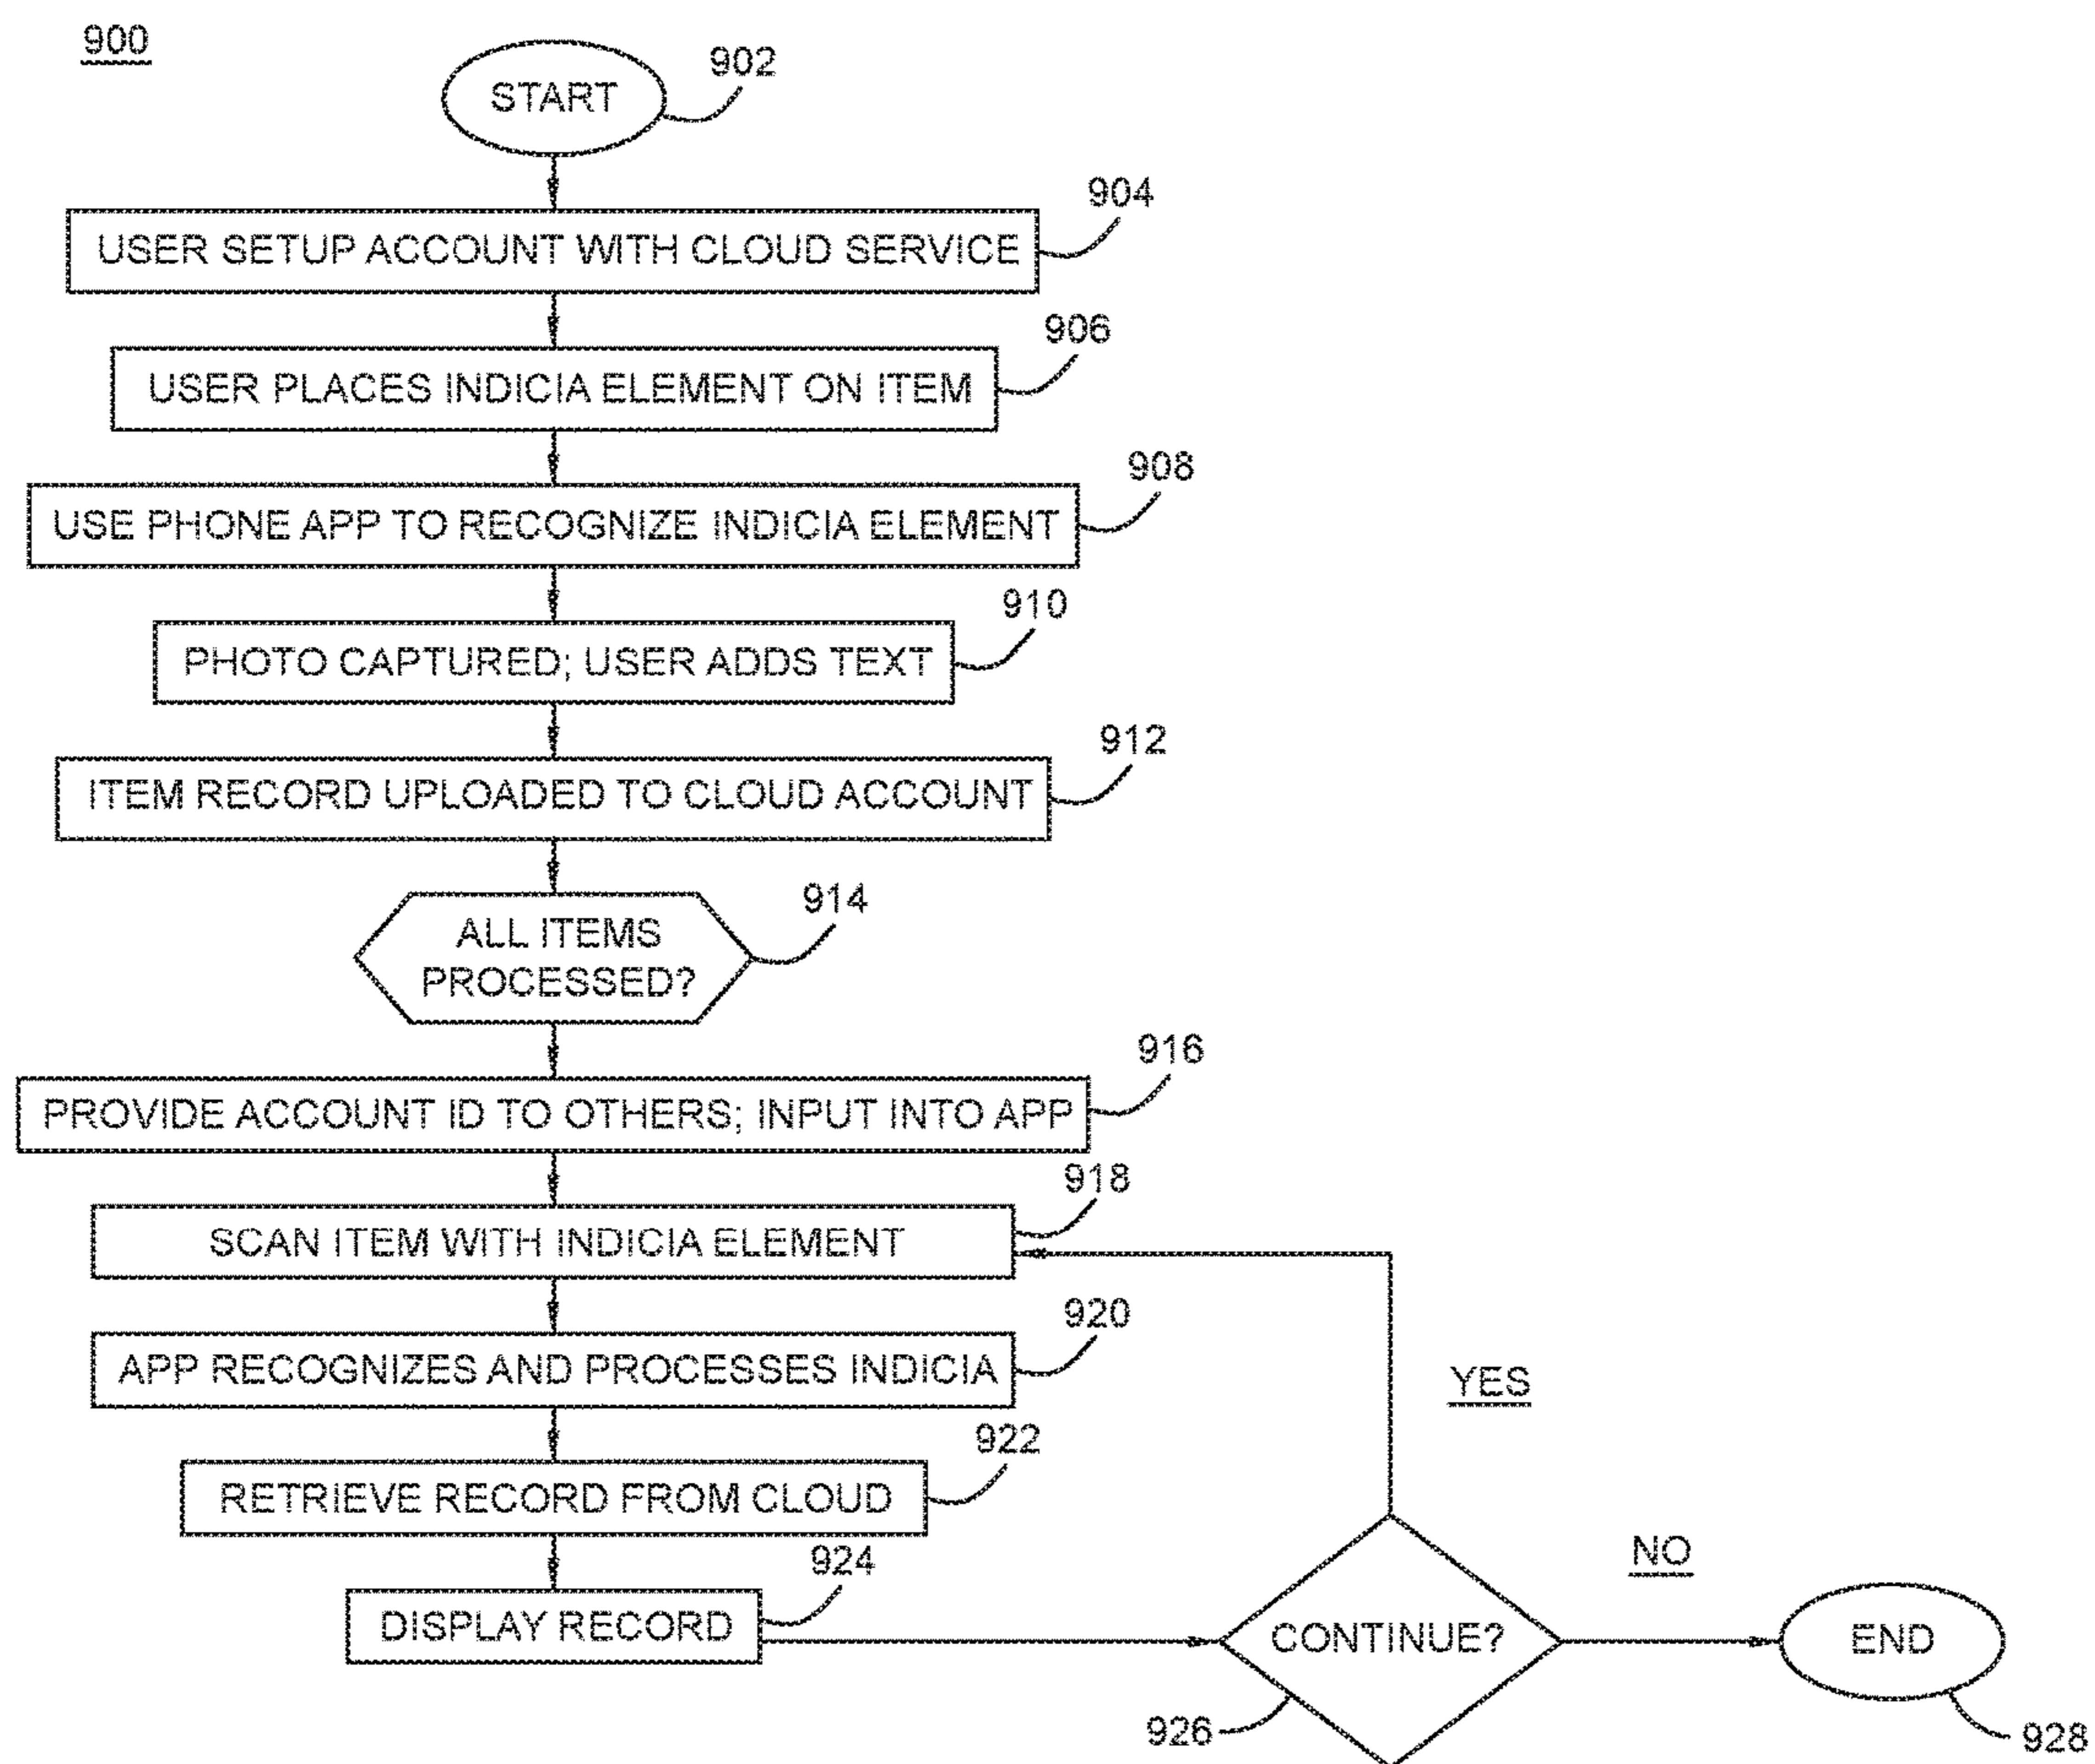 900
START
902
USER SETUP ACCOUNT WITH CLOUD SERVICE
904
USER PLACES INDICIA ELEMENT ON ITEM
906
USE PHONE APP TO RECOGNIZE INDICIA ELEMENT
908
PHOTO CAPTURED; USER ADDS TEXT
910
ITEM RECORD UPLOADED TO CLOUD ACCOUNT
912
ALL ITEMS
PROCESSED?
914
PROVIDE ACCOUNT ID TO OTHERS; INPUT INTO APP
916
SCAN ITEM WITH INDICIA ELEMENT
918
APP RECOGNIZES AND PROCESSES INDICIA
920
RETRIEVE RECORD FROM CLOUD
922
DISPLAY RECORD
924
CONTINUE?
926
YES
NO
END
928